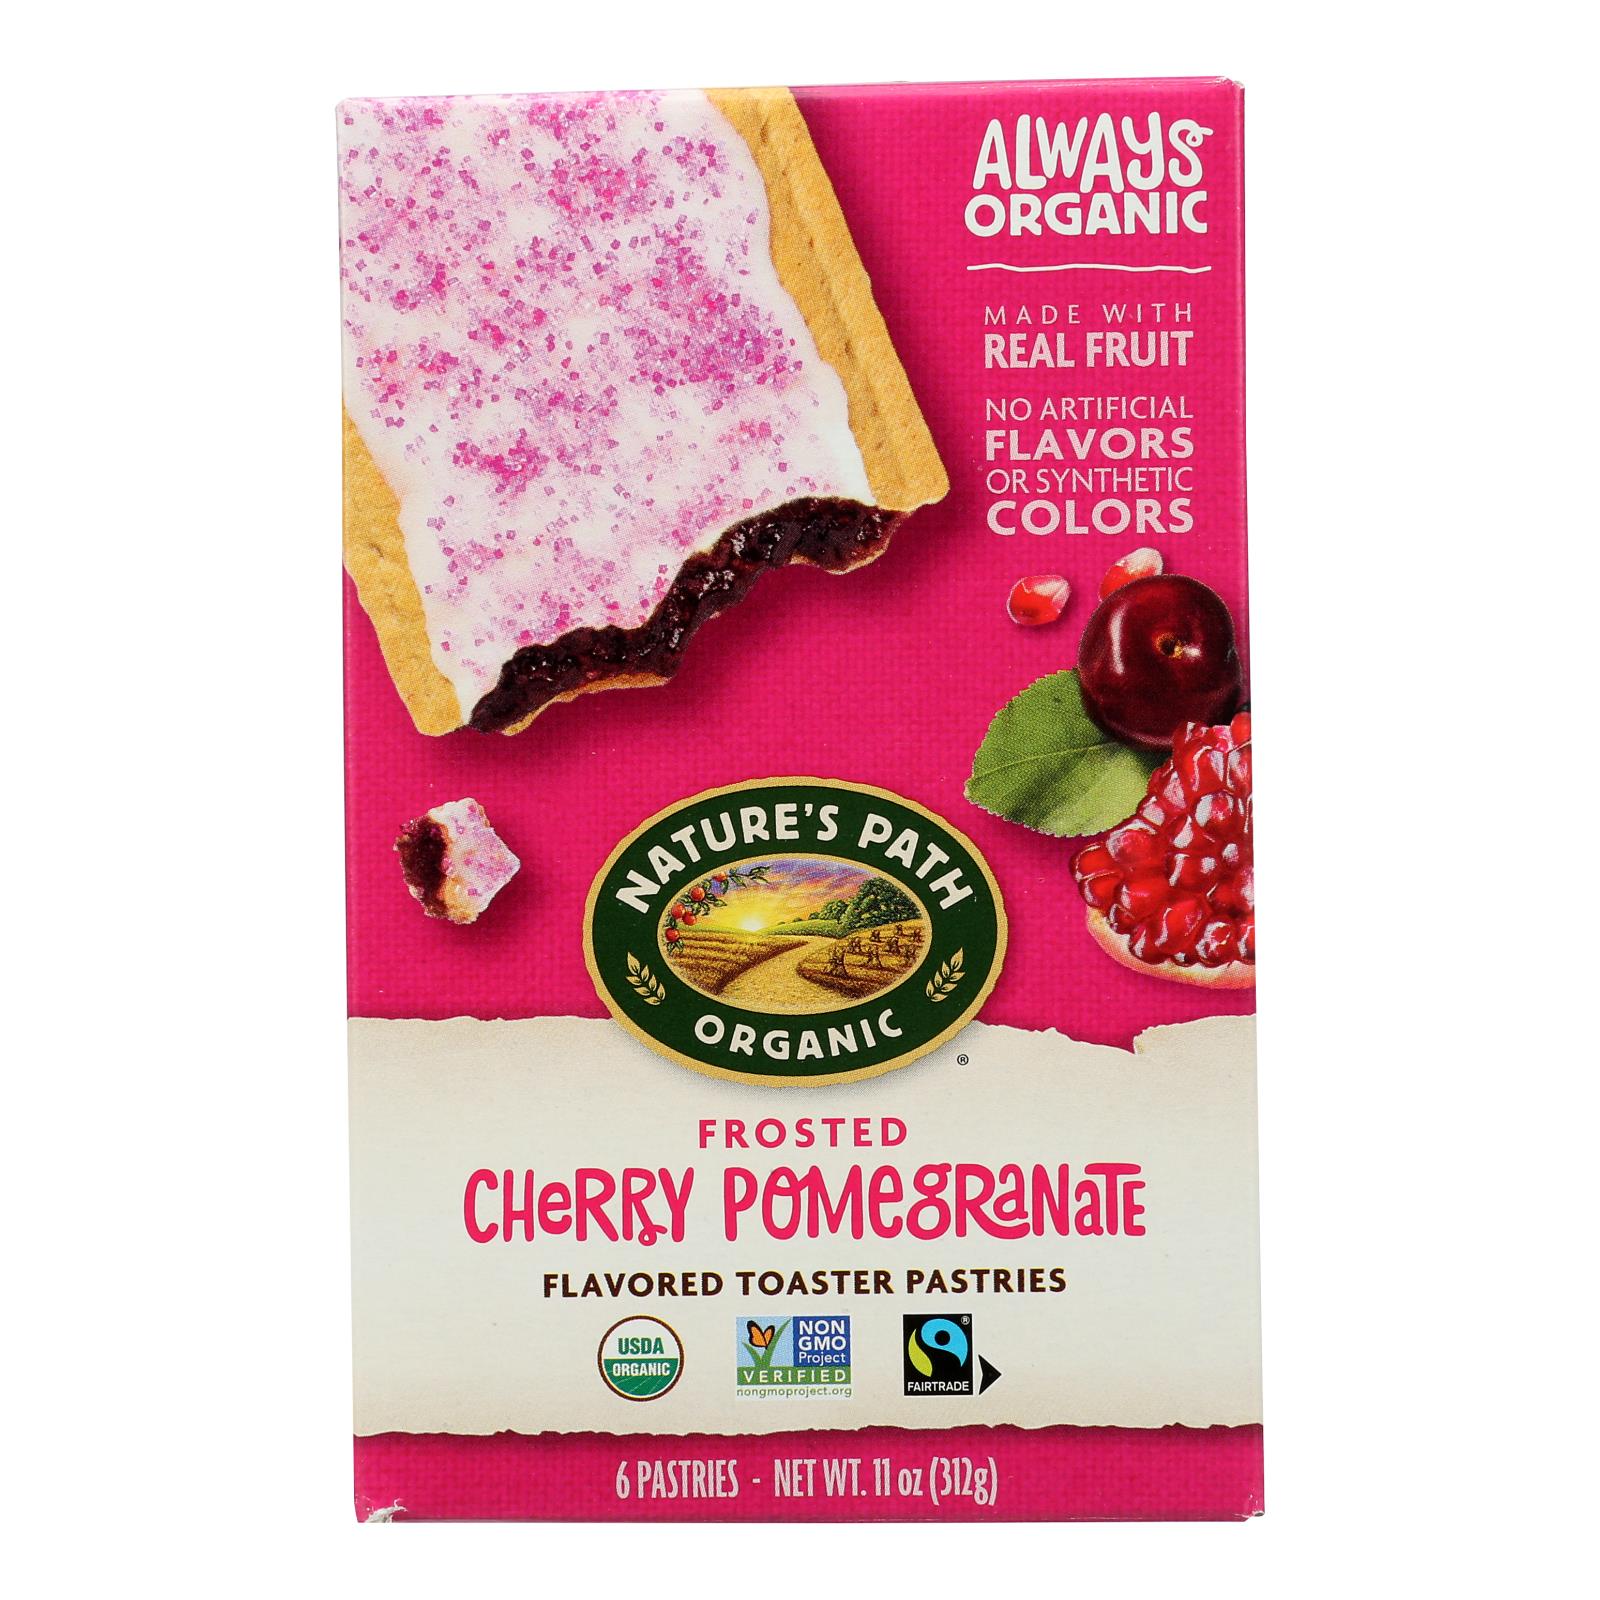 ALWAYS
ORGANIC
MADE WITH
REAL FRUIT
NO ARTIFICIAL
FLAVORS
OR SYNTHETIC
COLORS
NATURE'S PATH
ORGANIC
®
FROSTED
CHeRRY POMegRaNaTE
FLAVORED TOASTER PASTRIES
USDA
ORGANIC
NON
GMO
Project
VERIFIED
nongmoproject.org
®
FAIRTRADE
6 PASTRIES - NET WT. 11 oz (312g)